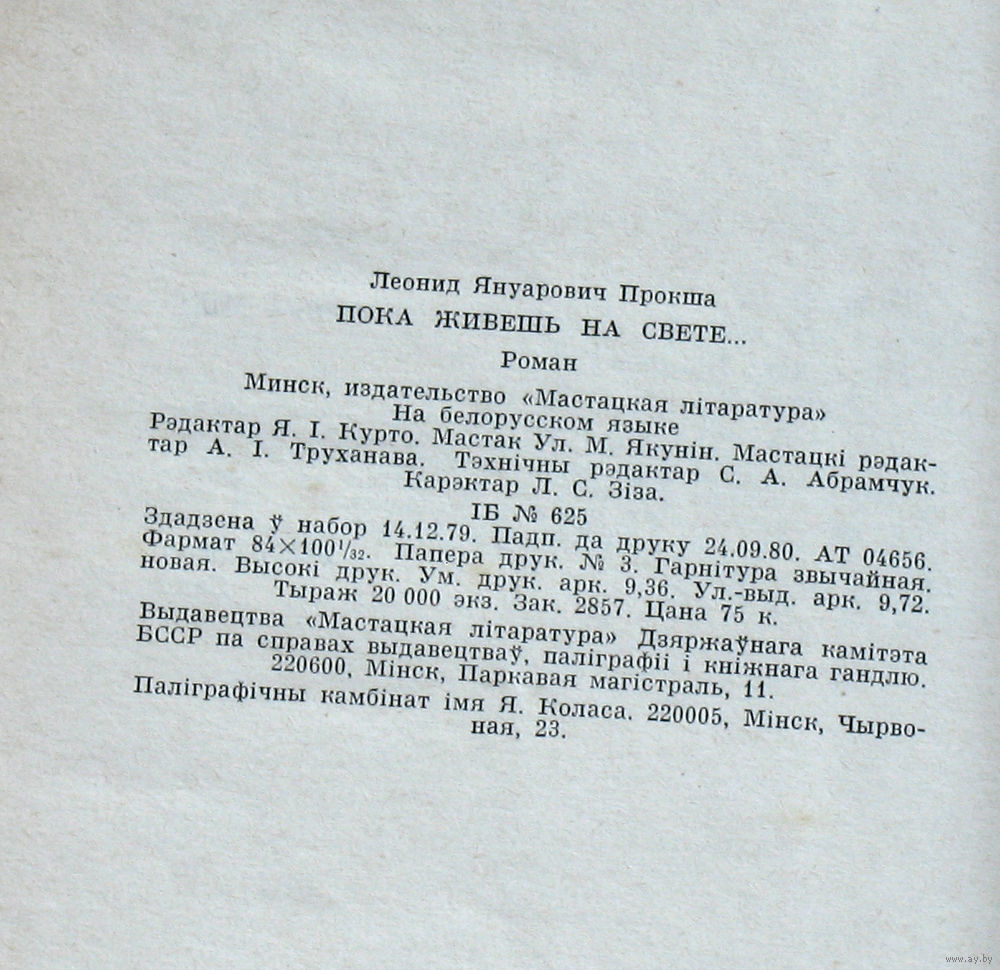 Леонид Януарович Прокша
ПОКА ЖИВЕШЬ НА СВЕТЕ...
Роман
Минск, издательство «Мастацкая літаратура»
На белорусском языке
Рэдактар Я. І. Курто. Мастак Ул. М. Якунін. Мастацкі рэдак-
тар А. І. Труханава. Тэхнічны рэдактар С. А. Абрамчук.
Карэктар Л. С. Зіза.
ІБ № 625
Здадзена ў набор 14.12.79. Падп. да друку 24.09.80. АТ 04656.
Фармат 84×100¹/₃₂. Папера друк. № 3. Гарнітура звычайная.
новая. Высокі друк. Ум. друк. арк. 9,36. Ул.-выд. арк. 9,72.
Тыраж 20 000 экз. Зак. 2857. Цана 75 к.
Выдавецтва «Мастацкая літаратура» Дзяржаўнага камітэта
БССР па справах выдавецтваў, паліграфіі і кніжнага гандлю.
220600, Мінск, Паркавая магістраль, 11.
Паліграфічны камбінат імя Я. Коласа. 220005, Мінск, Чырво-
ная, 23.
www.ay.by